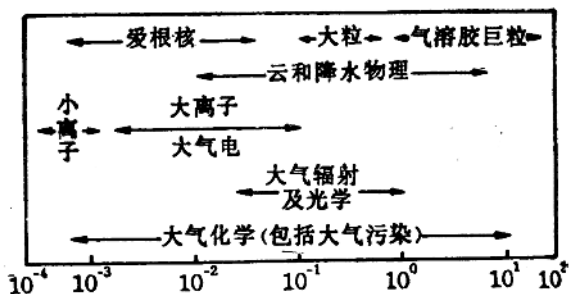 爱根核
大粒
气溶胶巨粒
云和降水物理
小离子
大离子
大气电
大气辐射
及光学
大气化学(包括大气污染)
10⁻⁴ 10⁻³ 10⁻² 10⁻¹ 10⁰ 10¹ 10²